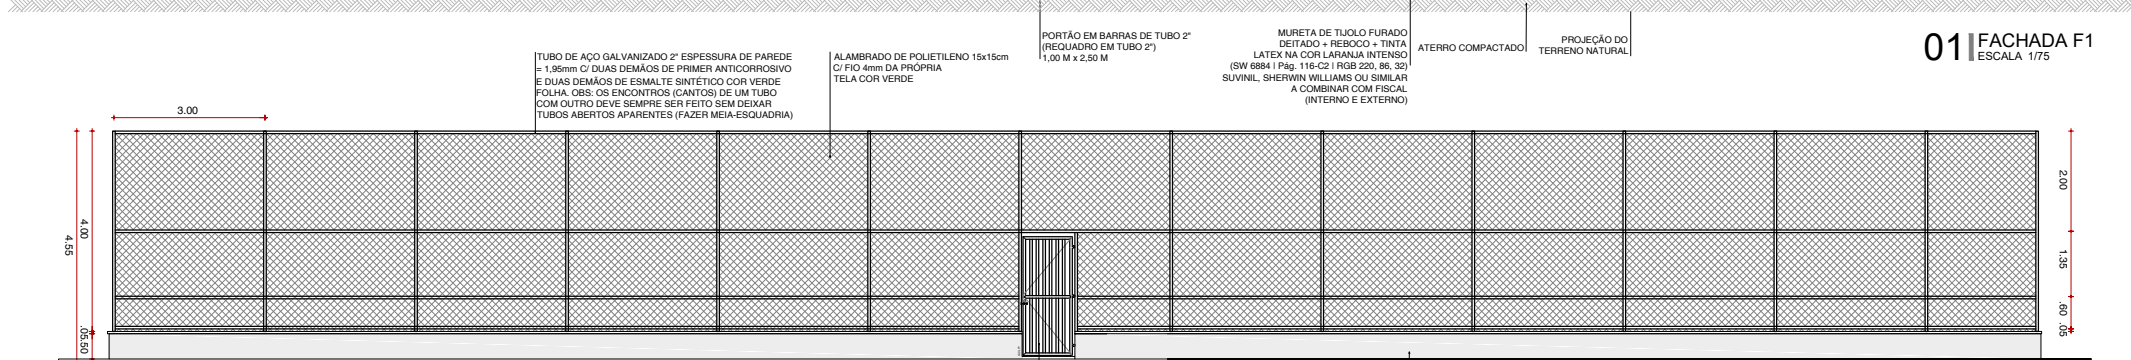 TUBO DE AÇO GALVANIZADO 2" ESPESSURA DE PAREDE
= 1,95mm C/ DUAS DEMÃOS DE PRIMER ANTICORROSIVO
E DUAS DEMÃOS DE ESMALTE SINTÉTICO COR VERDE
FOLHA. OBS: OS ENCONTROS (CANTOS) DE UM TUBO
COM OUTRO DEVE SEMPRE SER FEITO SEM DEIXAR
TUBOS ABERTOS APARENTES (FAZER MEIA-ESQUADRIA)
ALAMBRADO DE POLIETILENO 15x15cm
C/ FIO 4mm DA PRÓPRIA
TELA COR VERDE
PORTÃO EM BARRAS DE TUBO 2"
(REQUADRO EM TUBO 2")
1,00 M x 2,50 M
MURETA DE TIJOLO FURADO
DEITADO + REBOCO + TINTA
LATEX NA COR LARANJA INTENSO
(SW 6884 | Pág. 116-C2 | RGB 220, 86, 32)
SUVINIL, SHERWIN WILLIAMS OU SIMILAR
A COMBINAR COM FISCAL
(INTERNO E EXTERNO)
ATERRO COMPACTADO
PROJEÇÃO DO
TERRENO NATURAL
01
FACHADA F1
ESCALA 1/75
3.00
4.00
4.55
.05
.50
2.00
1.35
.60
.05